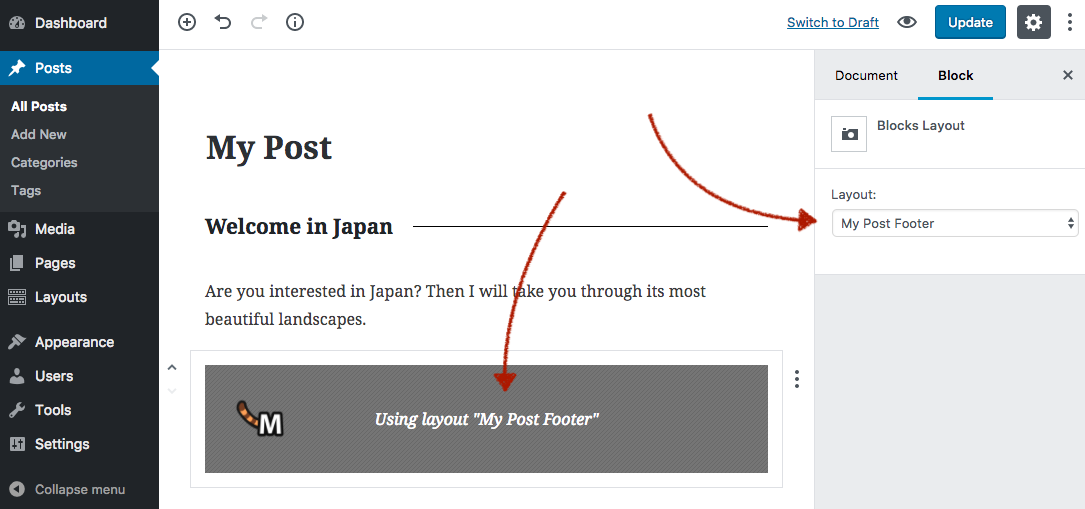 Dashboard
Posts
All Posts
Add New
Categories
Tags
Media
Pages
Layouts
Appearance
Users
Tools
Settings
Collapse menu
Switch to Draft
Update
My Post
Welcome in Japan
Are you interested in Japan? Then I will take you through its most
beautiful landscapes.
M
Using layout "My Post Footer"
Document
Block
Blocks Layout
Layout:
My Post Footer